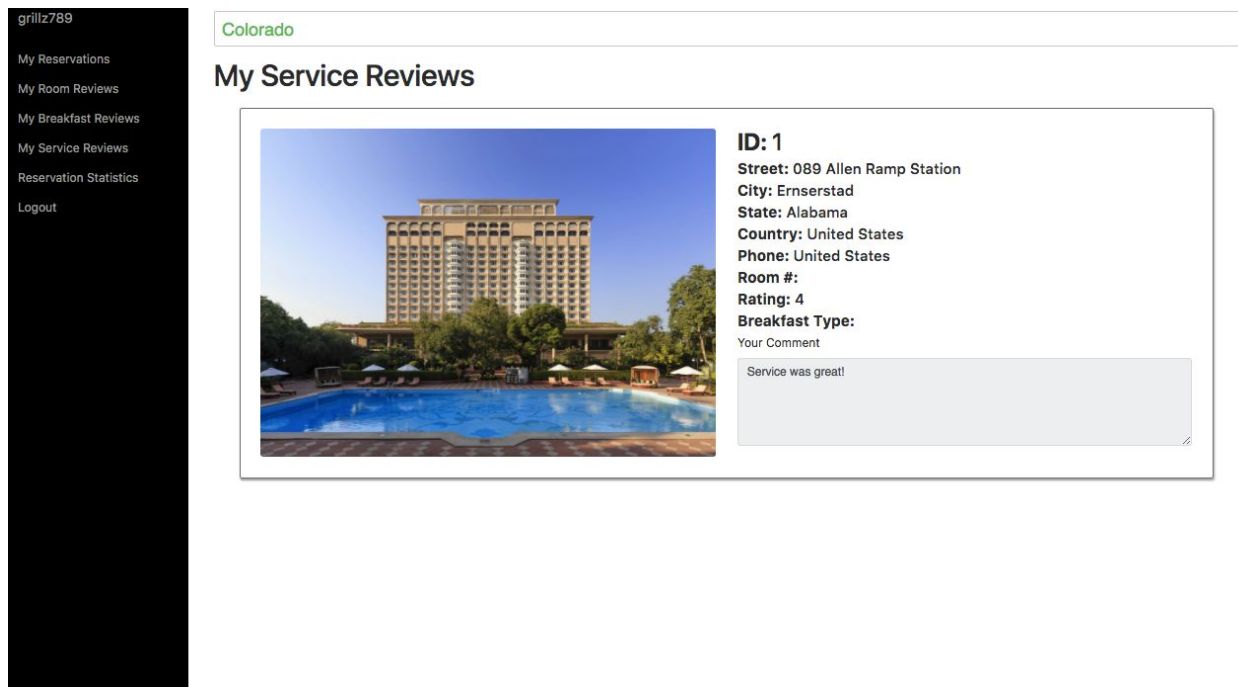 grillz789
My Reservations
My Room Reviews
My Breakfast Reviews
My Service Reviews
Reservation Statistics
Logout
Colorado
My Service Reviews
ID: 1
Street: 089 Allen Ramp Station
City: Ernserstad
State: Alabama
Country: United States
Phone: United States
Room #:
Rating: 4
Breakfast Type:
Your Comment
Service was great!